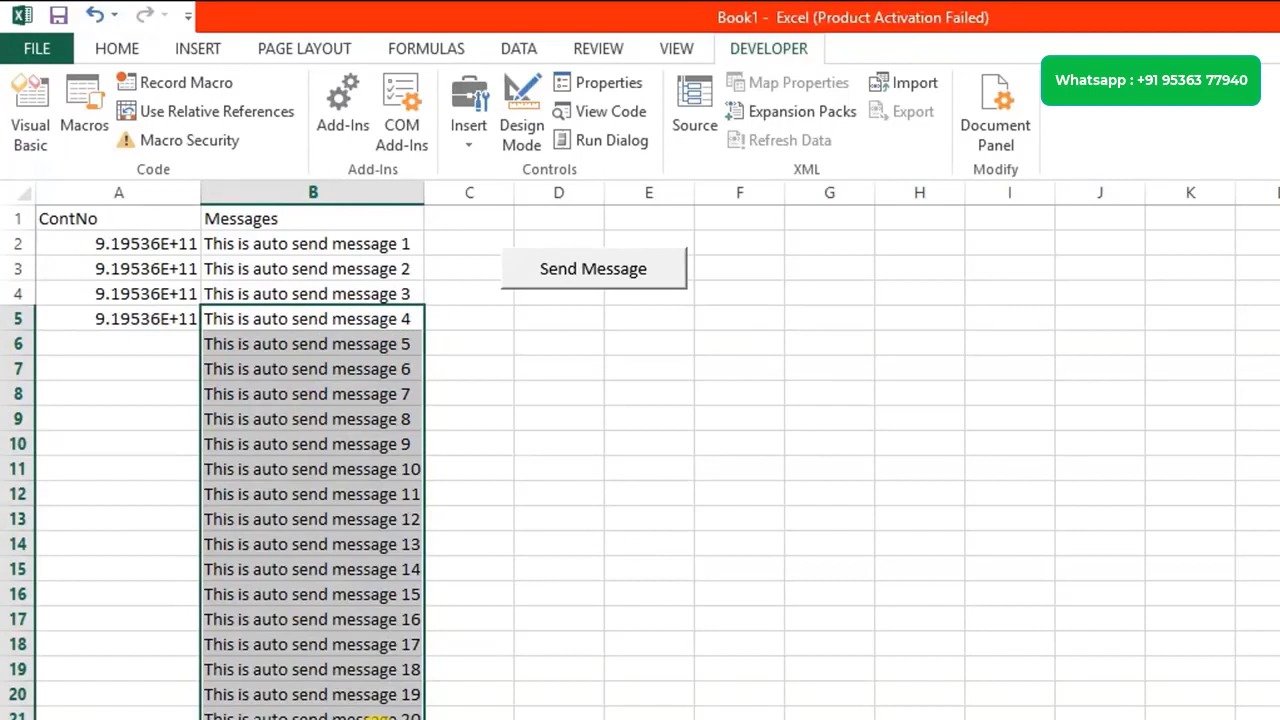 Book1 - Excel (Product Activation Failed)
FILE HOME INSERT PAGE LAYOUT FORMULAS DATA REVIEW VIEW DEVELOPER
Whatsapp : +91 95363 77940
Visual Basic
Macros
Record Macro
Use Relative References
Macro Security
Code
Add-Ins
COM Add-Ins
Add-Ins
Insert
Design Mode
Properties
View Code
Run Dialog
Controls
Source
Map Properties
Expansion Packs
Refresh Data
Import
Export
XML
Document Panel
Modify
A B C D E F G H I J K
1 ContNo Messages
2 9.19536E+11 This is auto send message 1
3 9.19536E+11 This is auto send message 2
4 9.19536E+11 This is auto send message 3
5 9.19536E+11 This is auto send message 4
6 This is auto send message 5
7 This is auto send message 6
8 This is auto send message 7
9 This is auto send message 8
10 This is auto send message 9
11 This is auto send message 10
12 This is auto send message 11
13 This is auto send message 12
14 This is auto send message 13
15 This is auto send message 14
16 This is auto send message 15
17 This is auto send message 16
18 This is auto send message 17
19 This is auto send message 18
20 This is auto send message 19
21 This is auto send message 20
Send Message